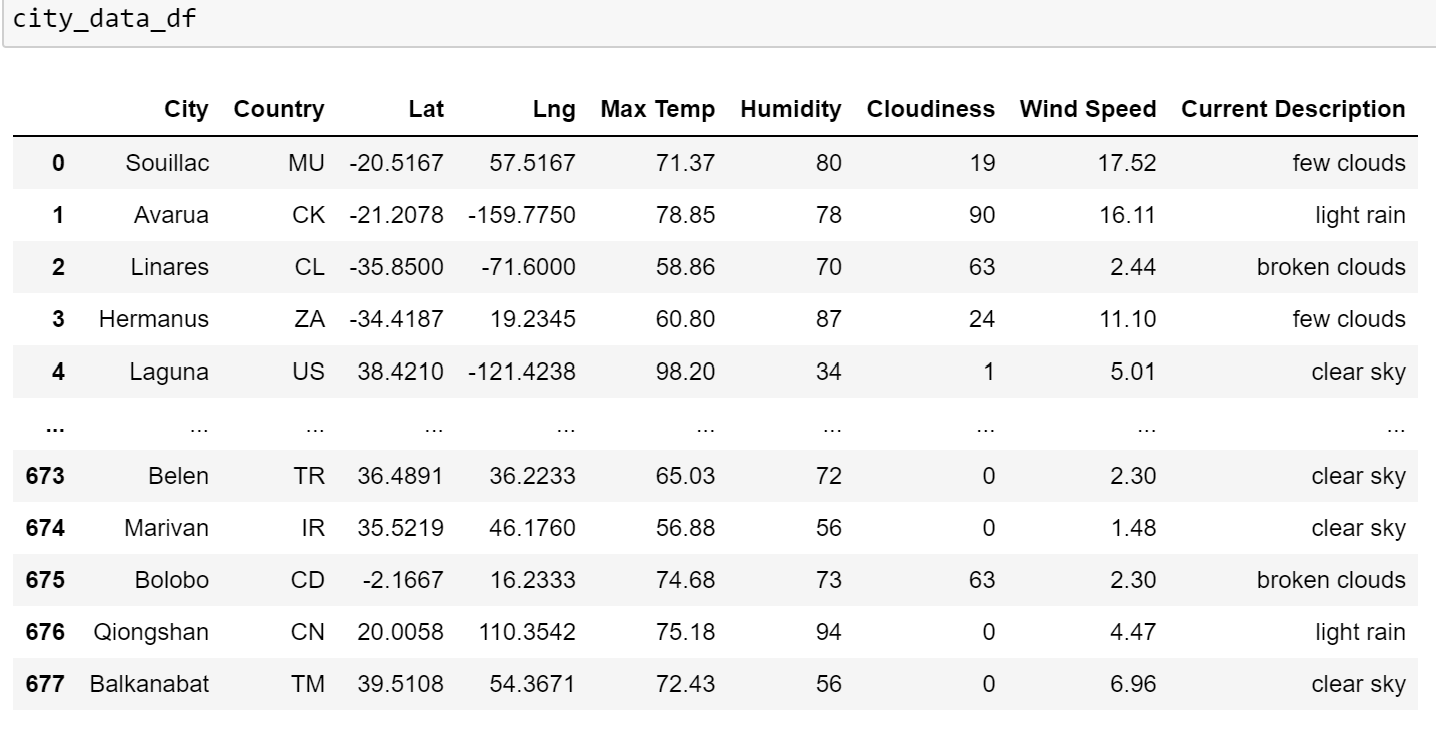 city_data_df
City Country Lat Lng Max Temp Humidity Cloudiness Wind Speed Current Description
0 Souillac MU -20.5167 57.5167 71.37 80 19 17.52 few clouds
1 Avarua CK -21.2078 -159.7750 78.85 78 90 16.11 light rain
2 Linares CL -35.8500 -71.6000 58.86 70 63 2.44 broken clouds
3 Hermanus ZA -34.4187 19.2345 60.80 87 24 11.10 few clouds
4 Laguna US 38.4210 -121.4238 98.20 34 1 5.01 clear sky
... ... ... ... ... ... ... ... ... ...
673 Belen TR 36.4891 36.2233 65.03 72 0 2.30 clear sky
674 Marivan IR 35.5219 46.1760 56.88 56 0 1.48 clear sky
675 Bolobo CD -2.1667 16.2333 74.68 73 63 2.30 broken clouds
676 Qiongshan CN 20.0058 110.3542 75.18 94 0 4.47 light rain
677 Balkanabat TM 39.5108 54.3671 72.43 56 0 6.96 clear sky